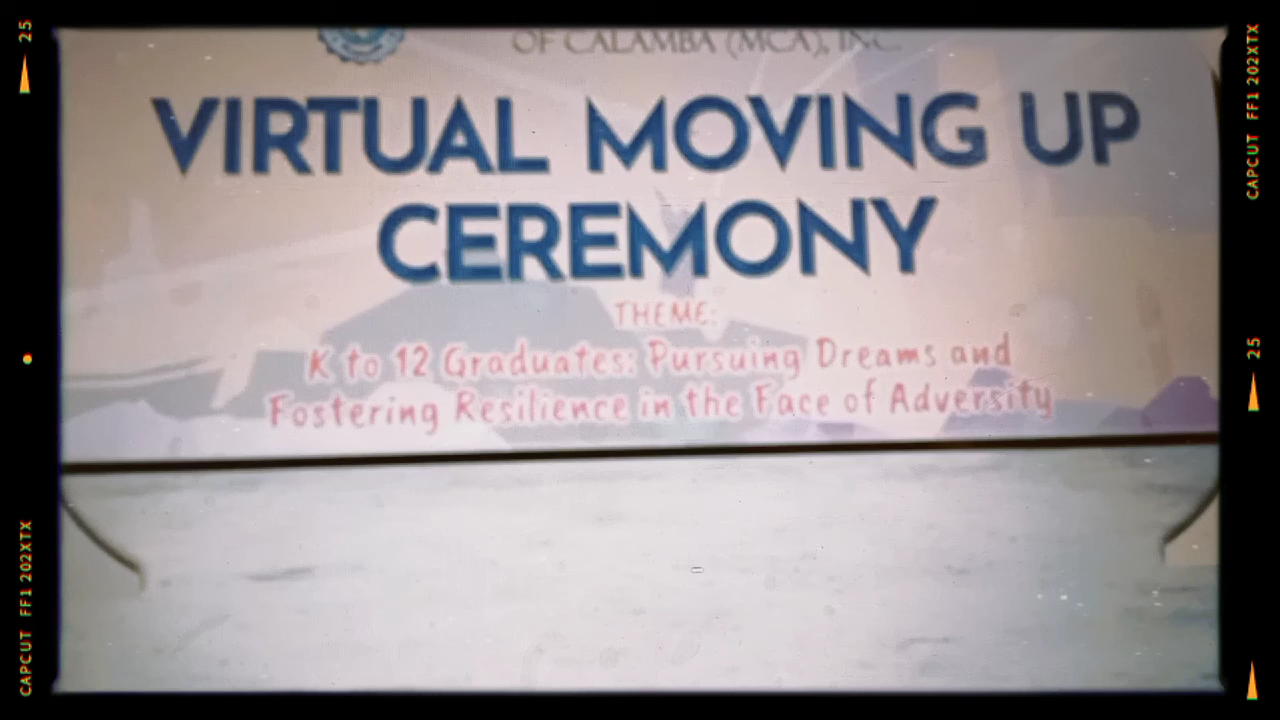 OF CALAMBA (MCA), INC.
VIRTUAL MOVING UP
CEREMONY
THEME:
K to 12 Graduates: Pursuing Dreams and
Fostering Resilience in the Face of Adversity
25
CAPCUT FF1 202XTX
CAPCUT FF1 202XTX
25